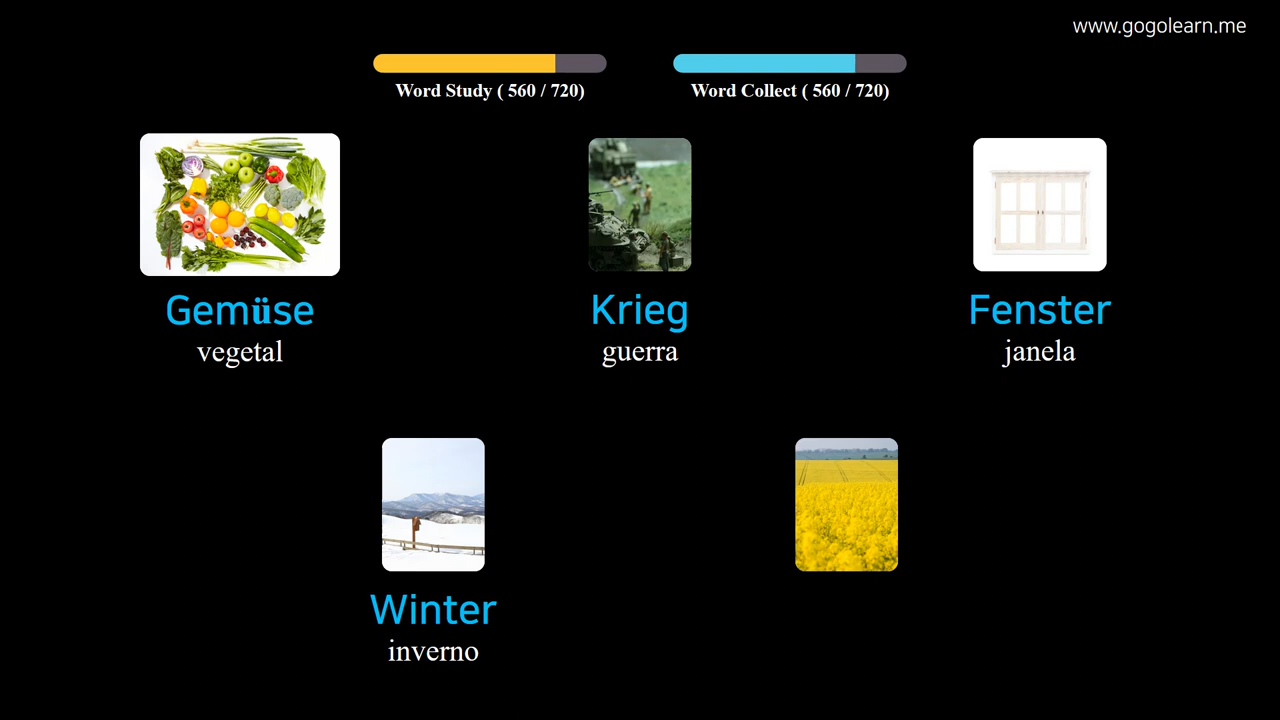 www.gogolearn.me
Word Study ( 560 / 720)
Word Collect ( 560 / 720)
Gemüse
vegetal
Krieg
guerra
Fenster
janela
Winter
inverno